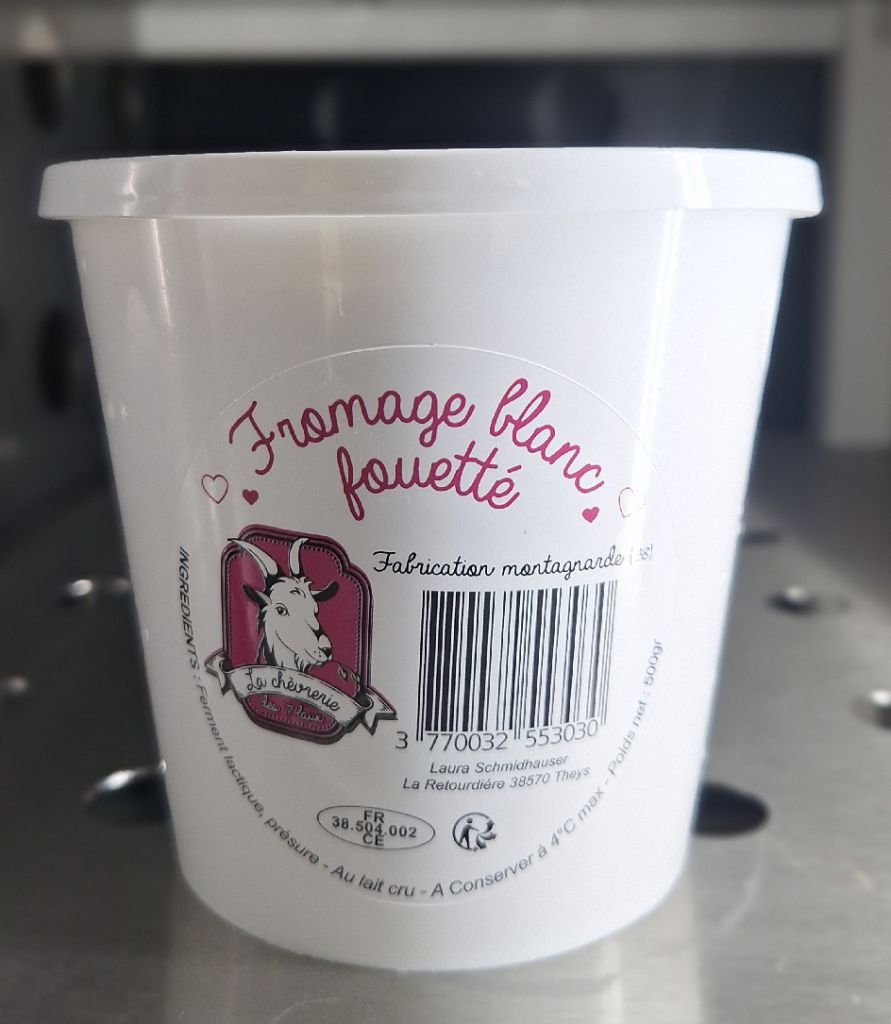 Fromage blanc
fouetté
Fabrication montagnarde (38)
La chèvrerie
des 7 laux
3 770032 553030
Laura Schmidhauser
La Retourdière 38570 Theys
FR
38.504.002
CE
INGREDIENTS : Ferment lactique, présure - Au lait cru - A Conserver à 4°C max - Poids net : 500gr